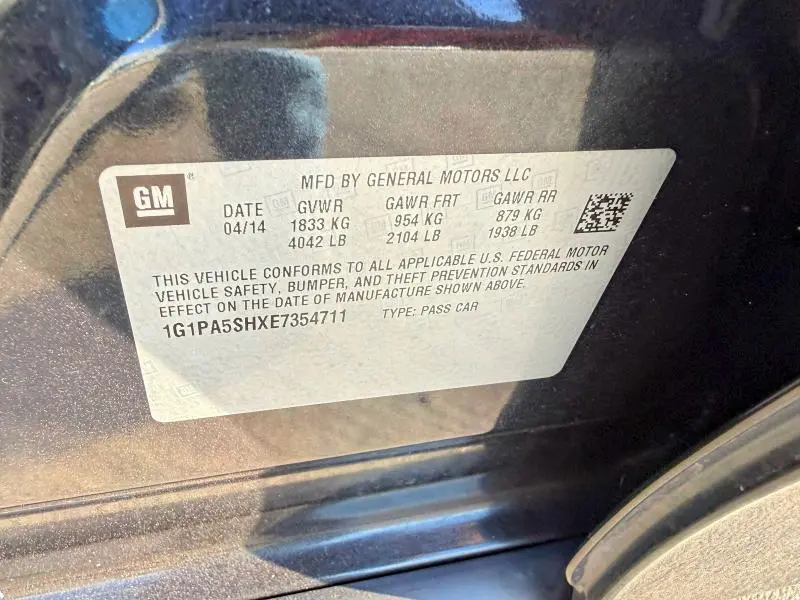 GM ®
MFD BY GENERAL MOTORS LLC
DATE GVWR GAWR FRT GAWR RR
04/14 1833 KG 954 KG 879 KG
4042 LB 2104 LB 1938 LB
THIS VEHICLE CONFORMS TO ALL APPLICABLE U.S. FEDERAL MOTOR
VEHICLE SAFETY, BUMPER, AND THEFT PREVENTION STANDARDS IN
EFFECT ON THE DATE OF MANUFACTURE SHOWN ABOVE.
1G1PA5SHXE7354711 TYPE: PASS CAR